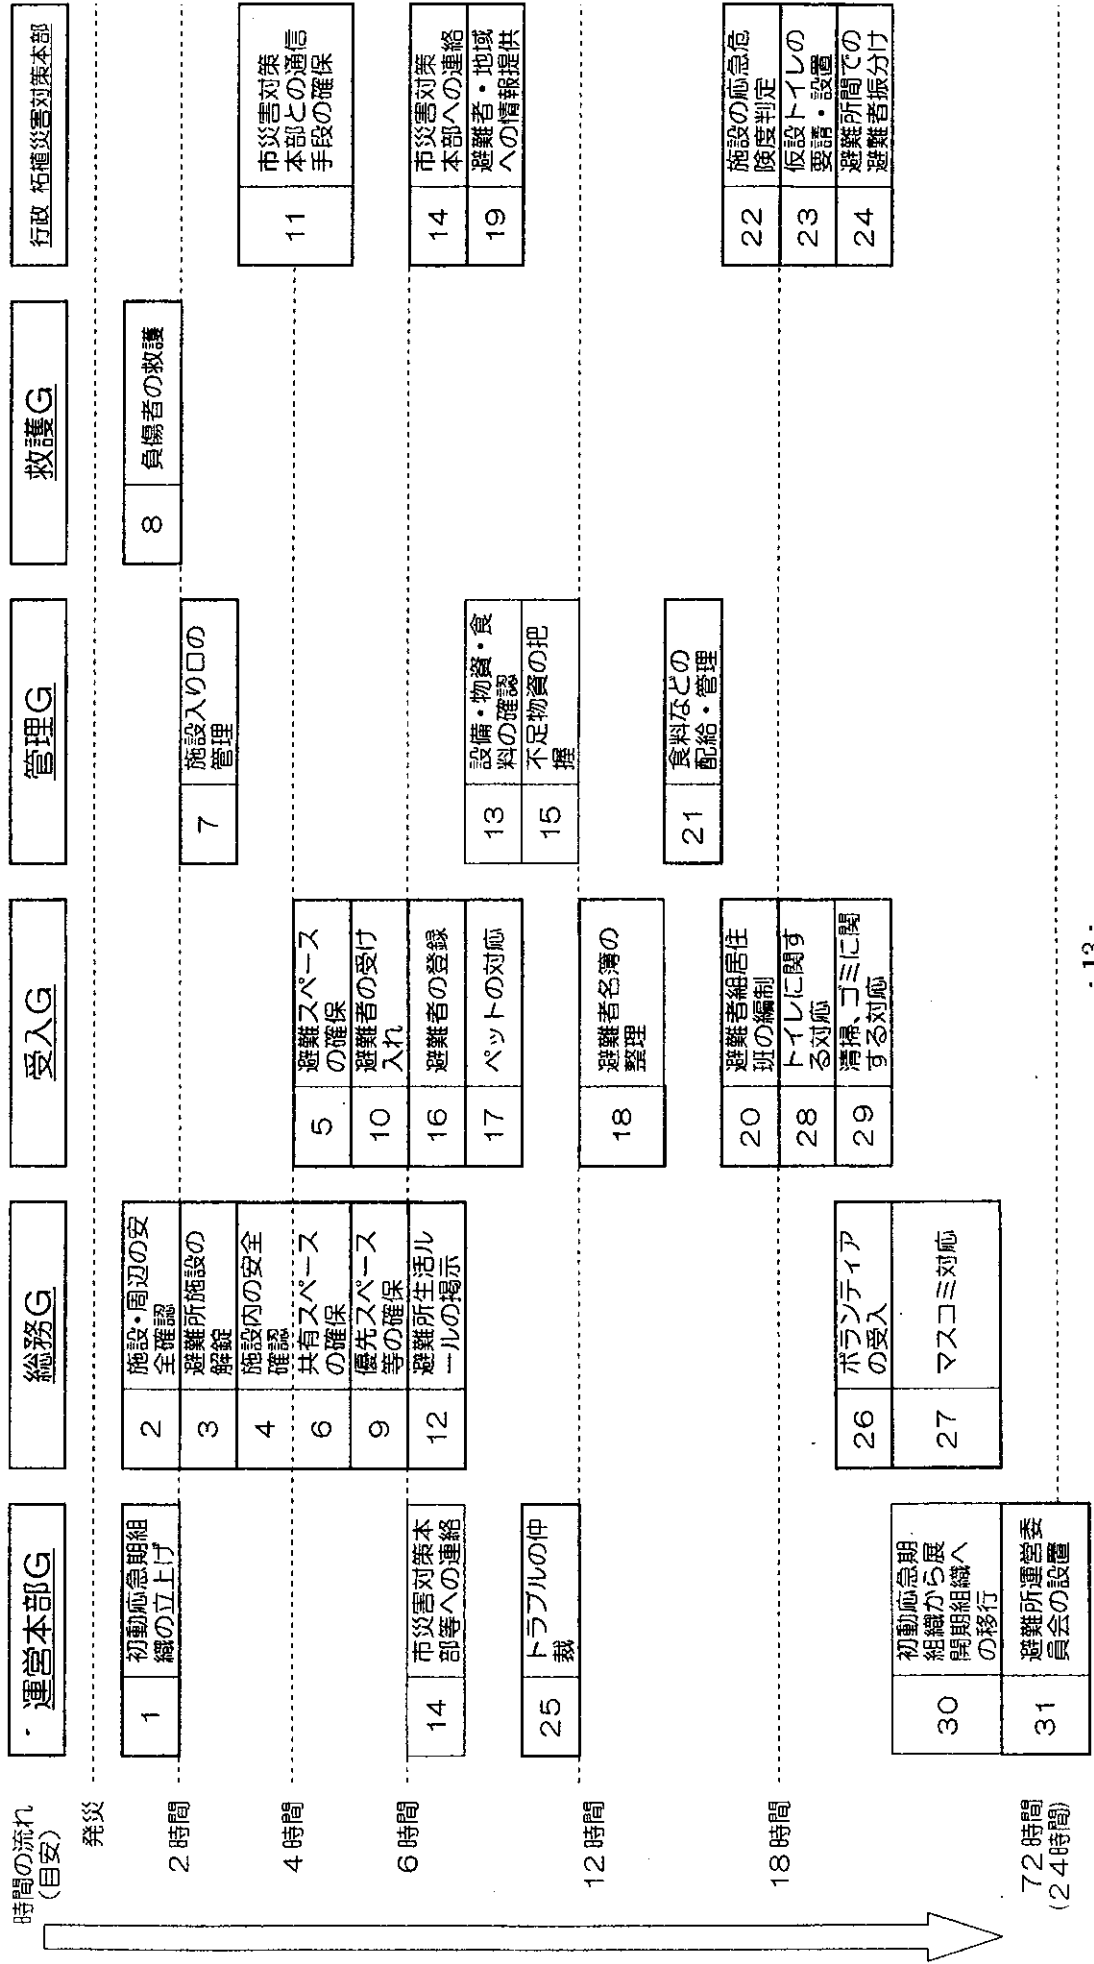 時間の流れ
(目安)
運営本部G
総務G
受入G
管理G
救護G
行政 柘植災害対策本部
発災
1
初動応急期組
織の立上げ
2
施設・周辺の安
全確認
8
負傷者の救護
2時間
3
避難所施設の
解錠
7
施設入り口の
管理
4
施設内の安全
確認
11
市災害対策
本部との通信
手段の確保
4時間
6
共有スペース
の確保
5
避難スペース
の確保
9
優先スペース
等の確保
10
避難者の受け
入れ
6時間
14
市災害対策本
部等への連絡
12
避難所生活ル
ールの掲示
16
避難者の登録
14
市災害対策
本部への連絡
17
ペットの対応
13
設備・物資・食
料の確認
19
避難者・地域
への情報提供
25
トラブルの仲
裁
15
不足物資の把
握
12時間
18
避難者名簿の
整理
21
食料などの
配給・管理
20
避難者組居住
班の編制
22
施設の応急危
険度判定
18時間
28
トイレに関す
る対応
23
仮設トイレの
要請・設置
26
ボランティア
の受入
29
清掃、ゴミに関
する対応
24
避難所間での
避難者振分け
30
初動応急期
組織から展
開期組織へ
の移行
27
マスコミ対応
31
避難所運営委
員会の設置
72時間
(24時間)
- 13 -